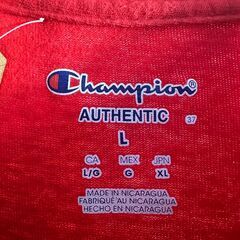 Champion®
AUTHENTIC 37
L
CA MEX JPN
L/G G XL
MADE IN NICARAGUA
FABRIQUÉ AU NICARAGUA
HECHO EN NICARAGUA